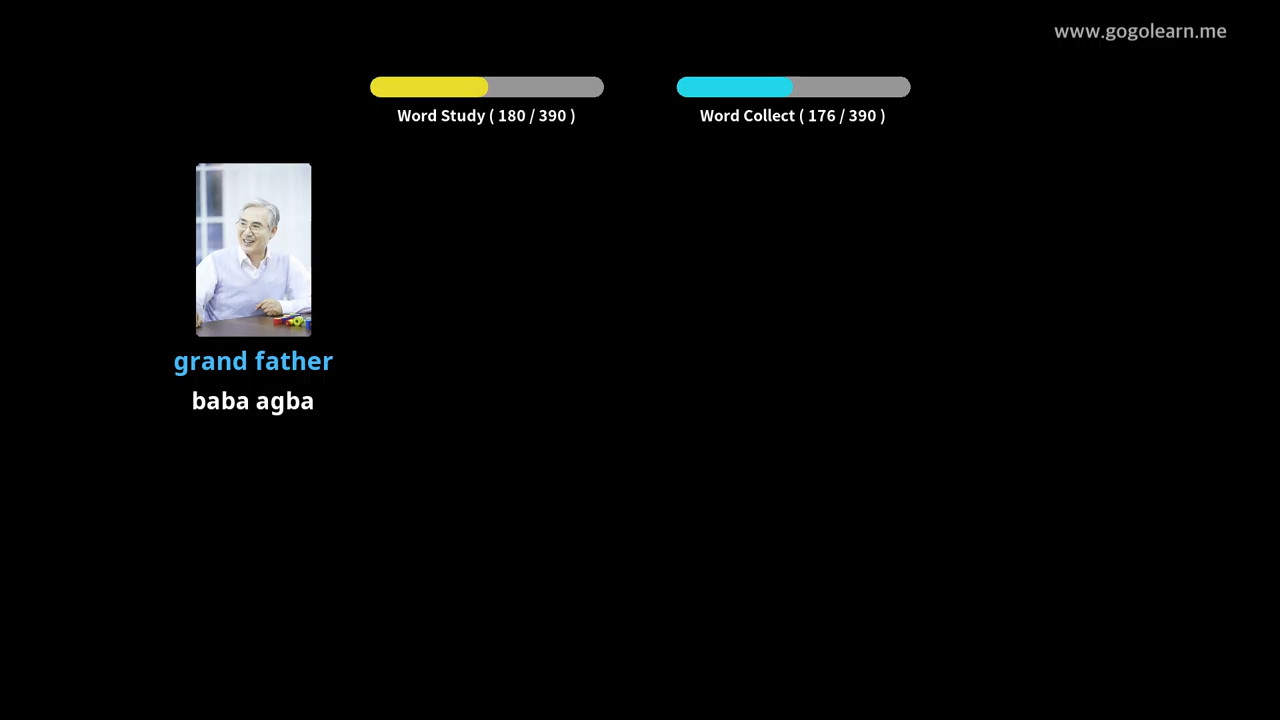 www.gogolearn.me
Word Study ( 180 / 390 )
Word Collect ( 176 / 390 )
grand father
baba agba